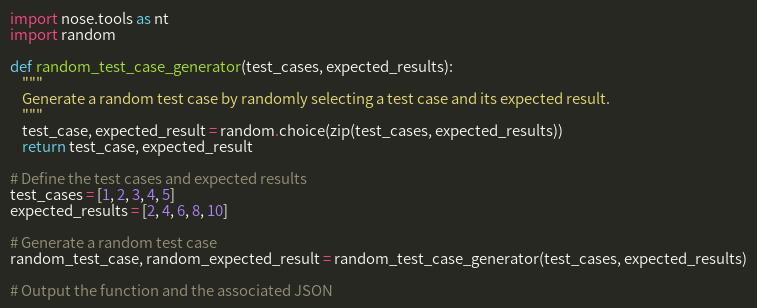 import nose.tools as nt
import random
def random_test_case_generator(test_cases, expected_results):
"""
Generate a random test case by randomly selecting a test case and its expected result.
"""
test_case, expected_result = random.choice(zip(test_cases, expected_results))
return test_case, expected_result
# Define the test cases and expected results
test_cases = [1, 2, 3, 4, 5]
expected_results = [2, 4, 6, 8, 10]
# Generate a random test case
random_test_case, random_expected_result = random_test_case_generator(test_cases, expected_results)
# Output the function and the associated JSON